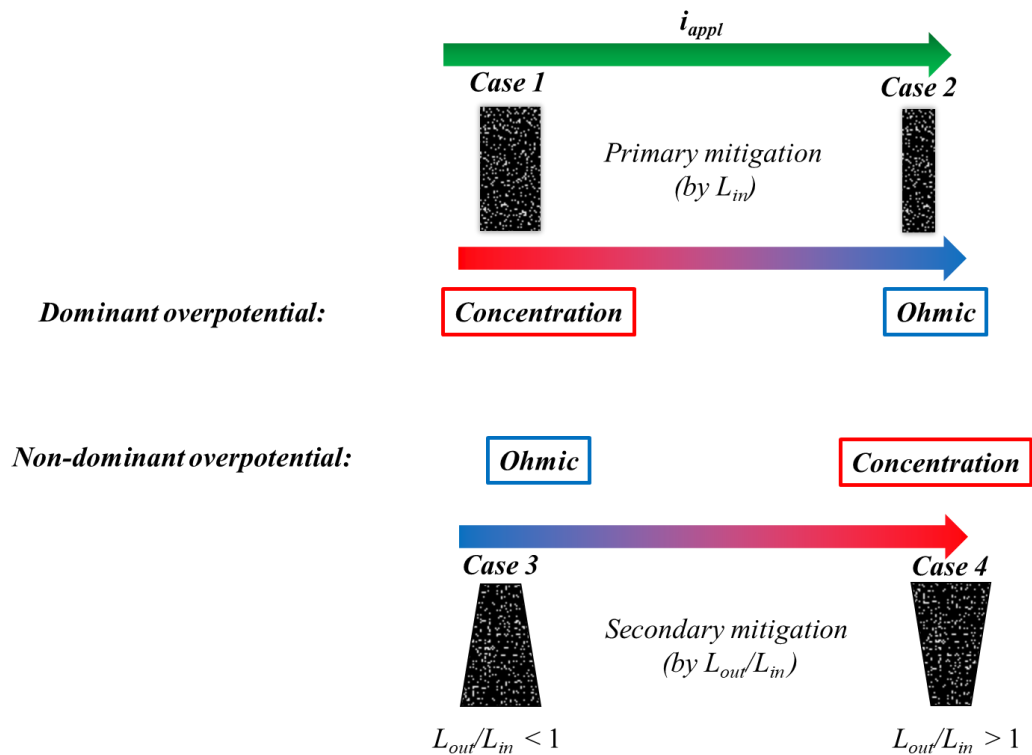 i_appl
Case 1
Case 2
Primary mitigation
(by L_in)
Dominant overpotential:
Concentration
Ohmic
Non-dominant overpotential:
Ohmic
Concentration
Case 3
Case 4
Secondary mitigation
(by L_out/L_in)
L_out/L_in < 1
L_out/L_in > 1